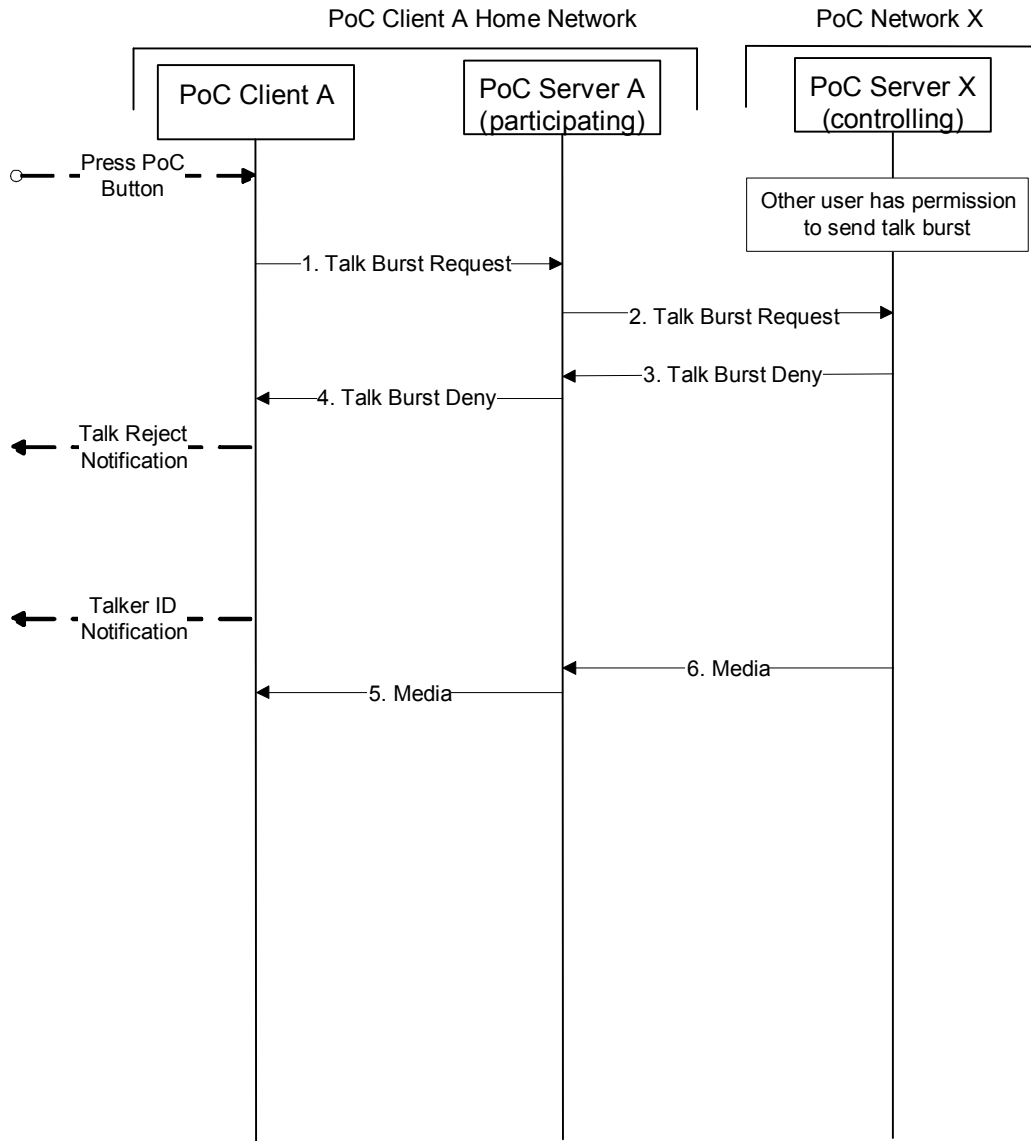 PoC Client A Home Network
PoC Network X
PoC Client A
PoC Server A
(participating)
PoC Server X
(controlling)
Press PoC
Button
Other user has permission
to send talk burst
1. Talk Burst Request
2. Talk Burst Request
3. Talk Burst Deny
4. Talk Burst Deny
Talk Reject
Notification
Talker ID
Notification
6. Media
5. Media